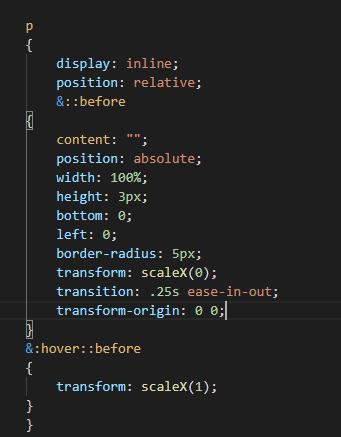 p
{
display: inline;
position: relative;
&::before
{
content: "";
position: absolute;
width: 100%;
height: 3px;
bottom: 0;
left: 0;
border-radius: 5px;
transform: scaleX(0);
transition: .25s ease-in-out;
transform-origin: 0 0;
}
&:hover::before
{
transform: scaleX(1);
}
}